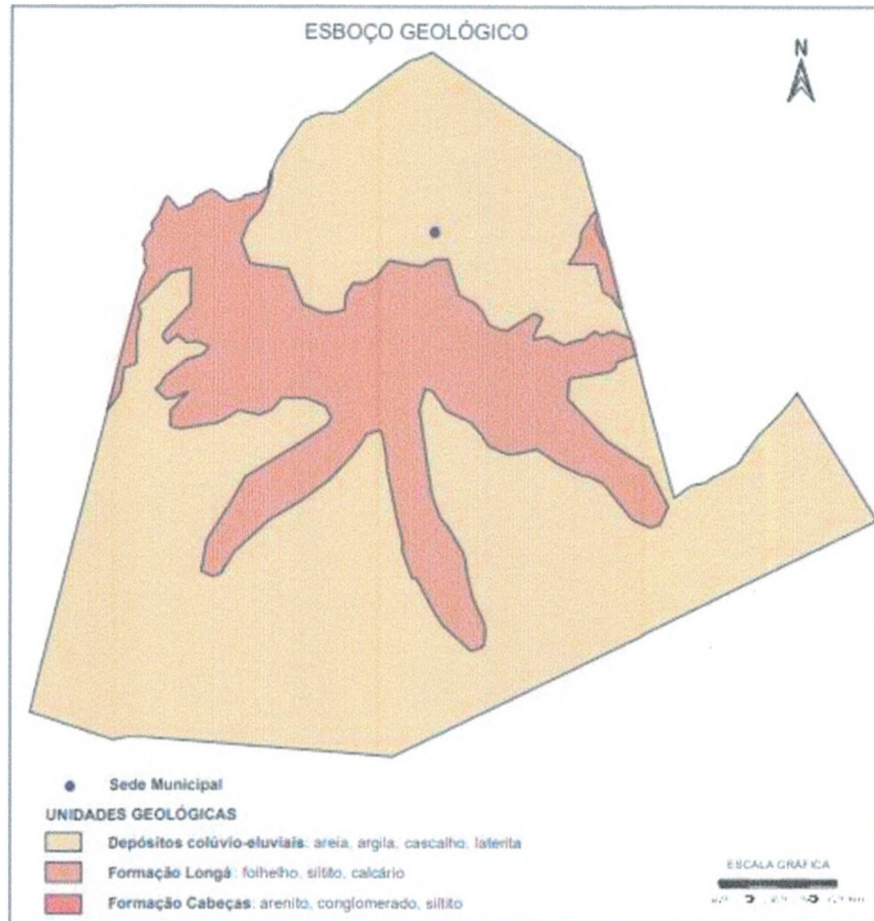 ESBOÇO GEOLÓGICO
N
Sede Municipal
UNIDADES GEOLÓGICAS
Depósitos colúvio-eluviais: areia, argila, cascalho, laterita
Formação Longá: folhelho, siltito, calcário
Formação Cabeças: arenito, conglomerado, siltito
ESCALA GRÁFICA